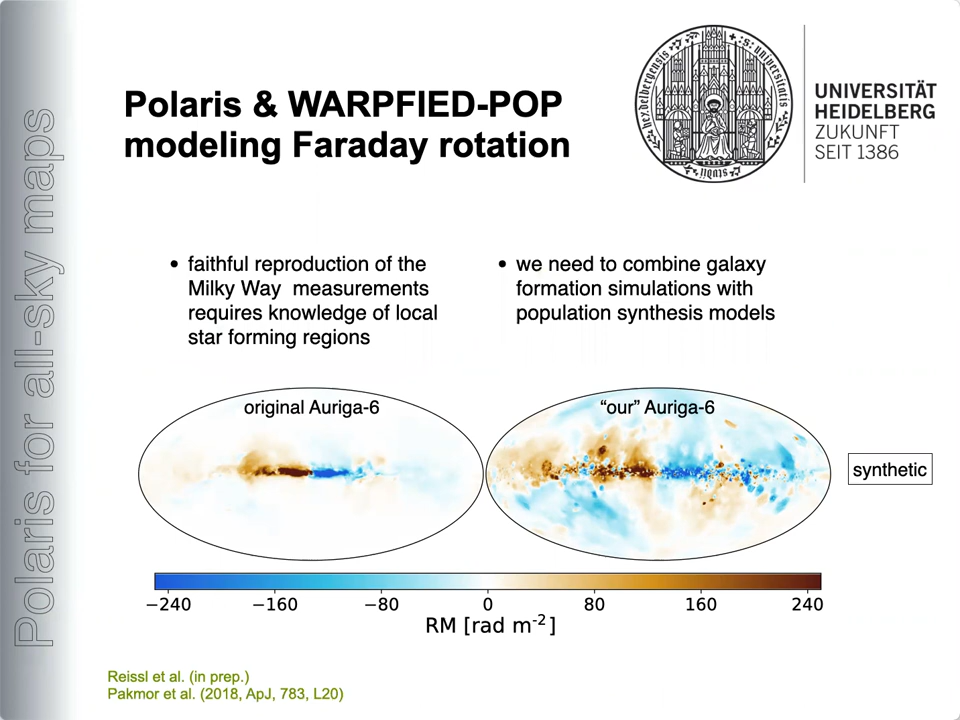 Polaris for all-sky maps
Polaris & WARPFIED-POP
modeling Faraday rotation
UNIVERSITÄT
HEIDELBERG
ZUKUNFT
SEIT 1386
• faithful reproduction of the
Milky Way measurements
requires knowledge of local
star forming regions
• we need to combine galaxy
formation simulations with
population synthesis models
original Auriga-6
“our” Auriga-6
synthetic
−240 −160 −80 0 80 160 240
RM [rad m⁻²]
Reissl et al. (in prep.)
Pakmor et al. (2018, ApJ, 783, L20)